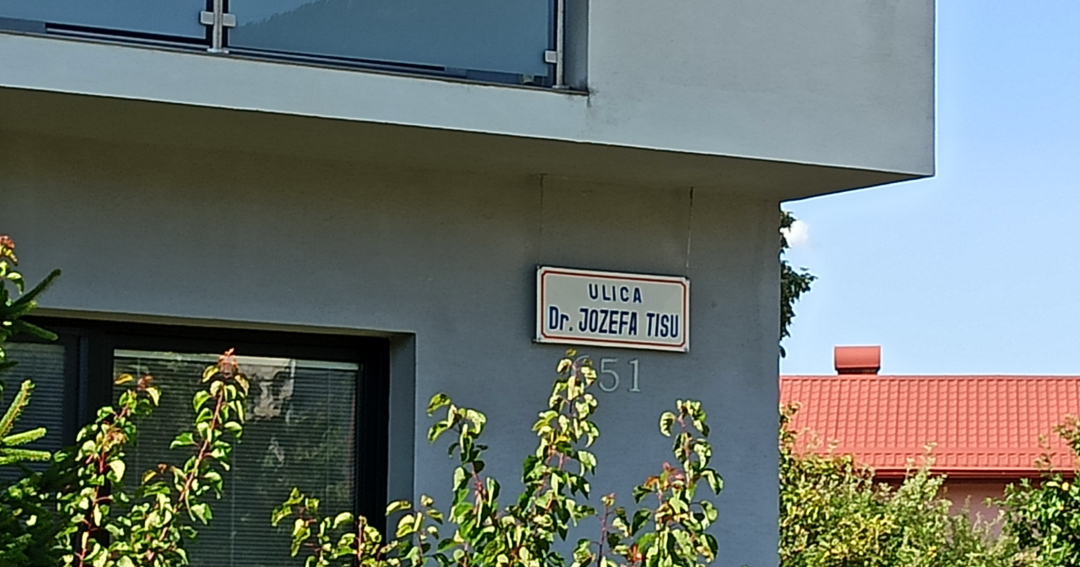 ULICA
Dr. JOZEFA TISU
51